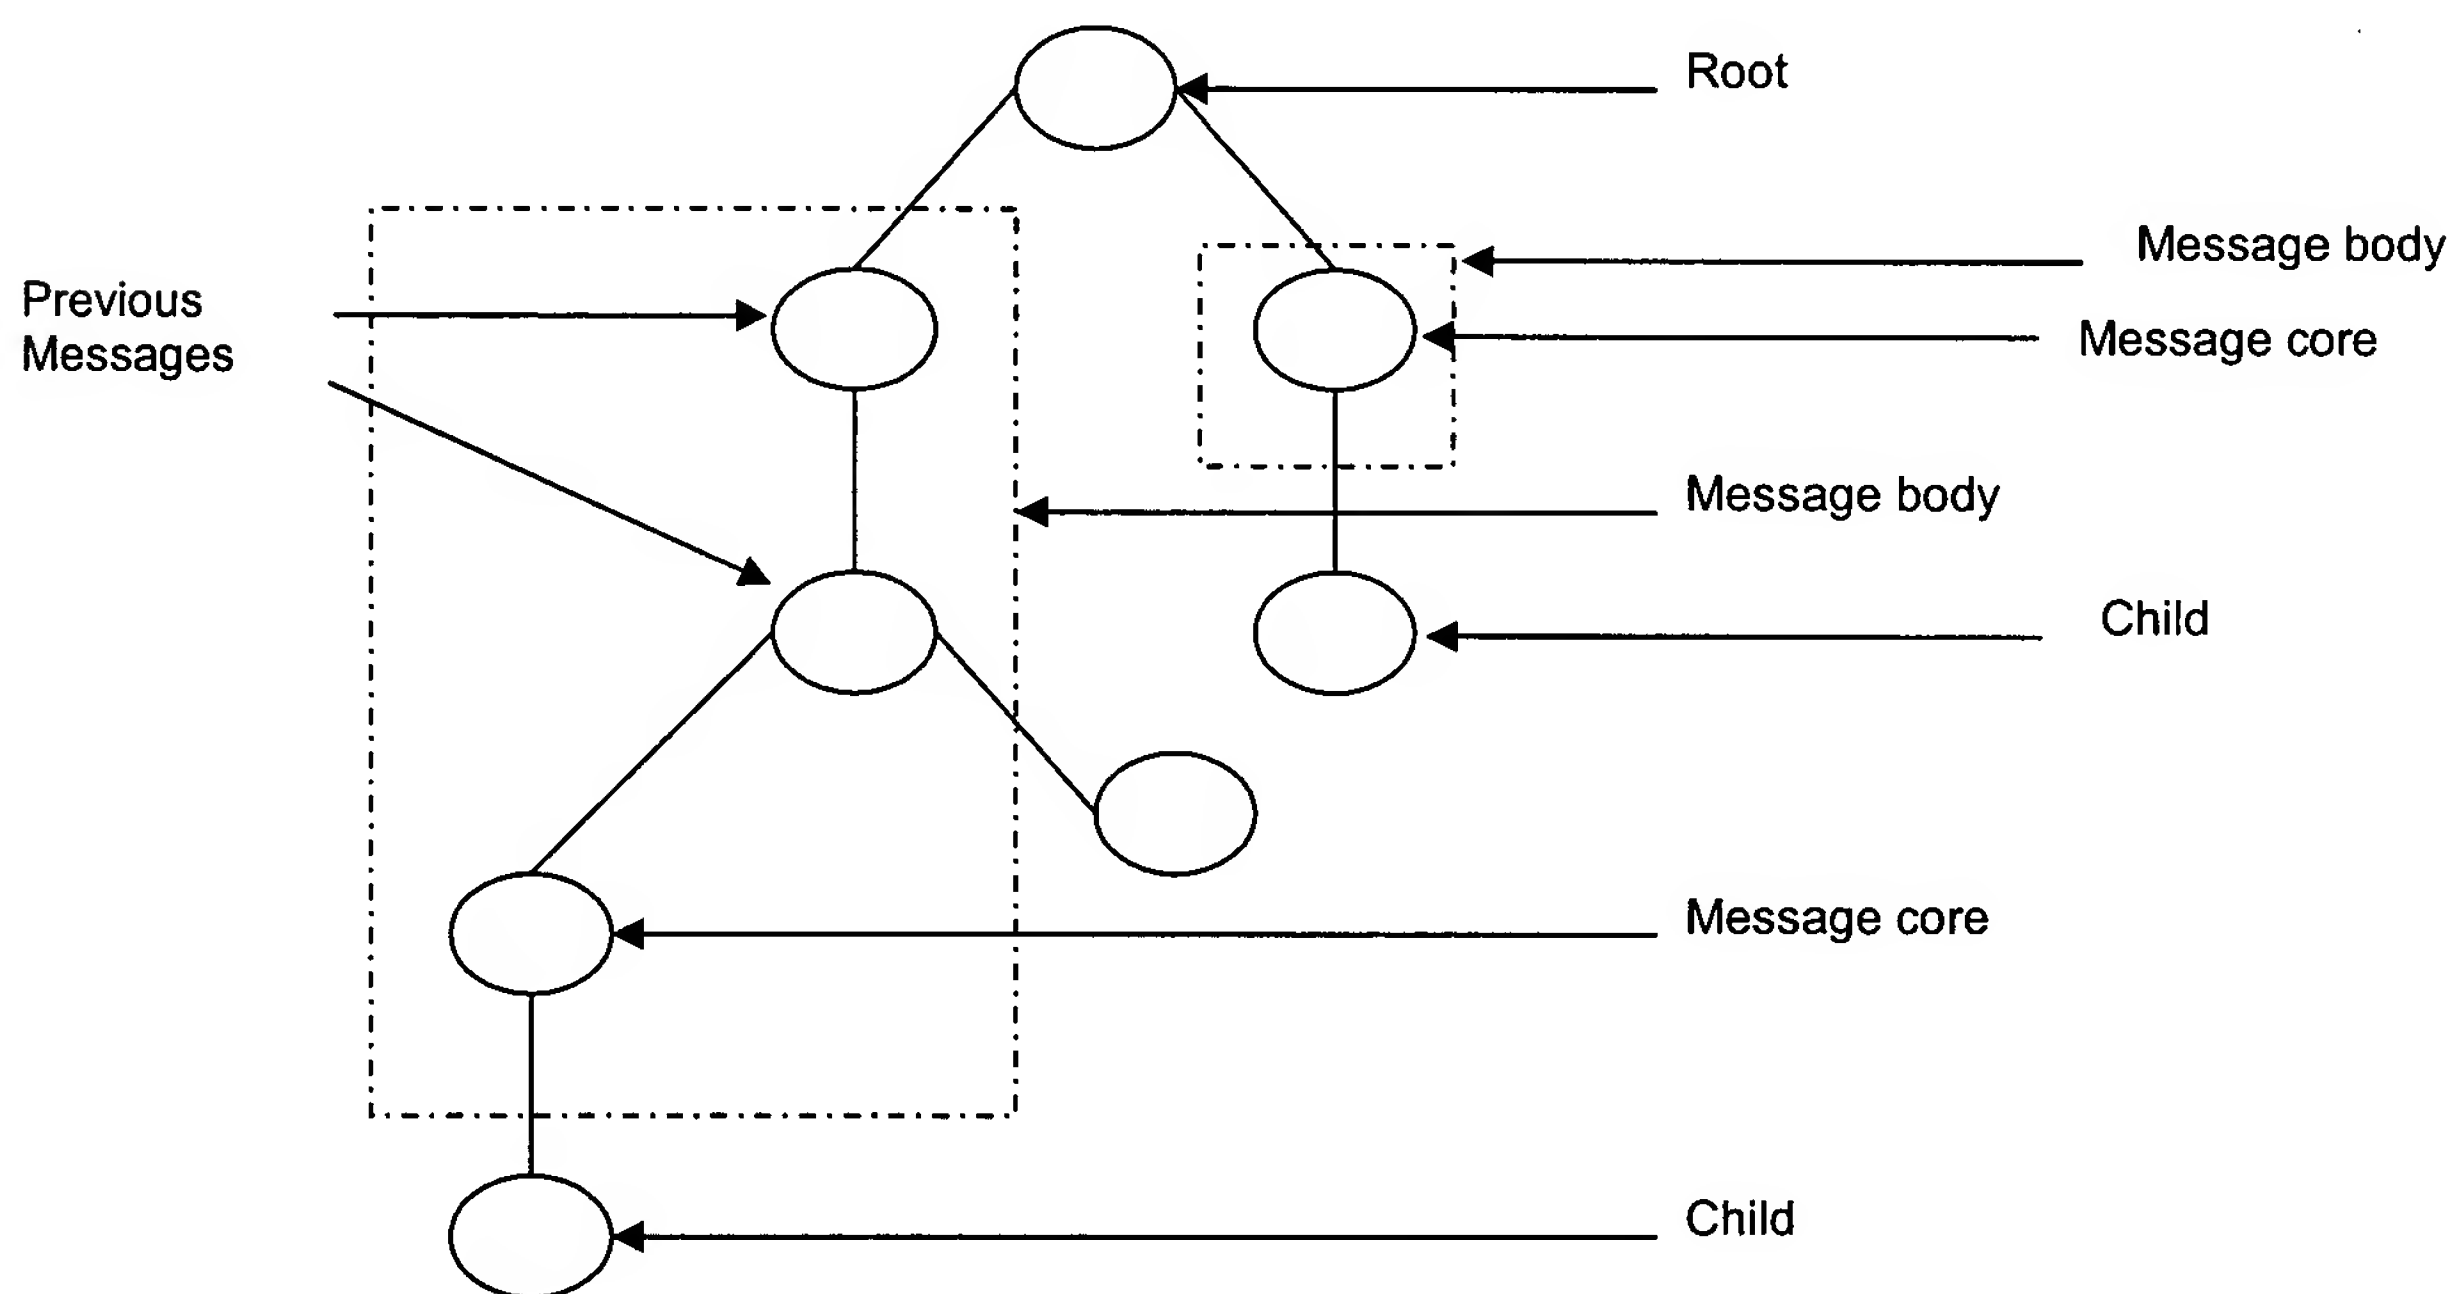 Root
Message body
Previous
Messages
Message core
Message body
Child
Message core
Child